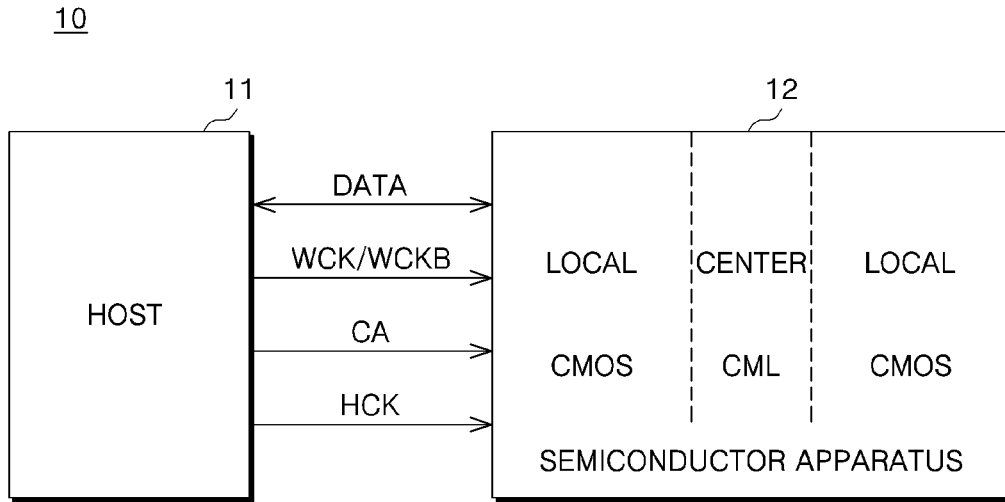 10
11
12
HOST
DATA
WCK/WCKB
CA
HCK
LOCAL CENTER LOCAL
CMOS CML CMOS
SEMICONDUCTOR APPARATUS